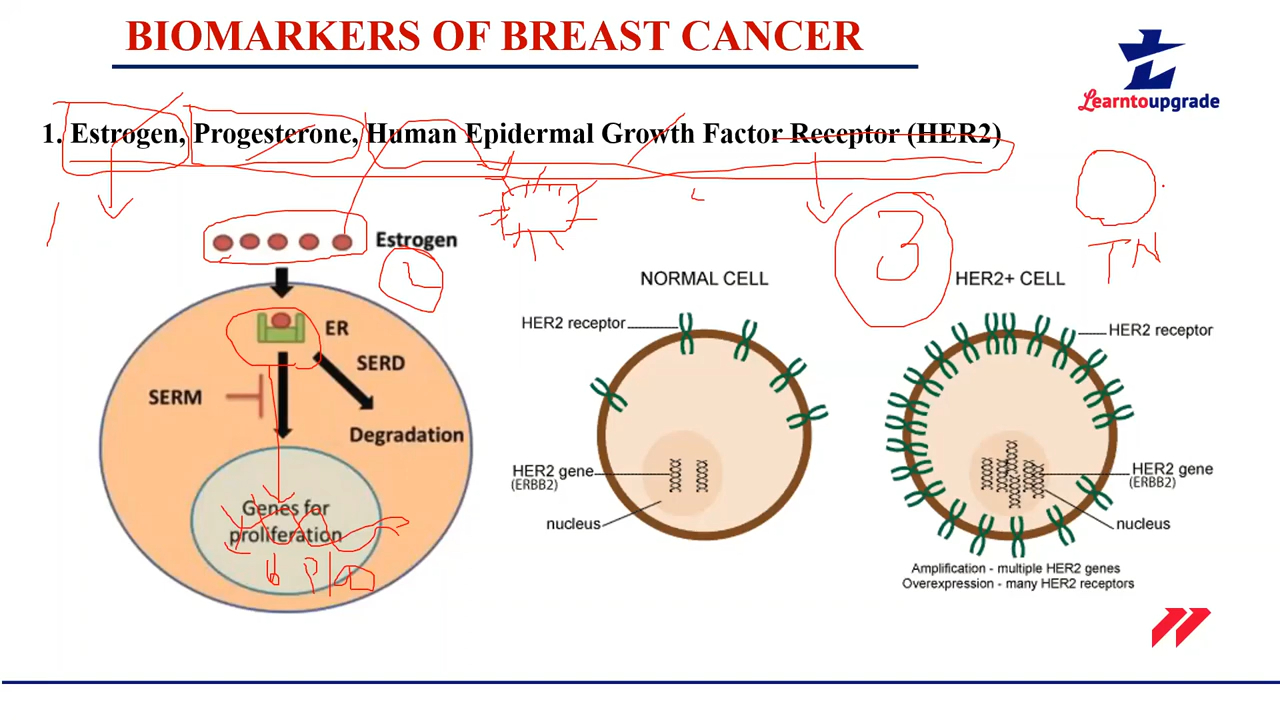 BIOMARKERS OF BREAST CANCER
Learntoupgrade
1. Estrogen, Progesterone, Human Epidermal Growth Factor Receptor (HER2)
3
TN
Estrogen
ER
SERD
SERM
Degradation
Genes for
proliferation
NORMAL CELL
HER2 receptor
HER2 gene
(ERBB2)
nucleus
HER2+ CELL
HER2 receptor
HER2 gene
(ERBB2)
nucleus
Amplification - multiple HER2 genes
Overexpression - many HER2 receptors